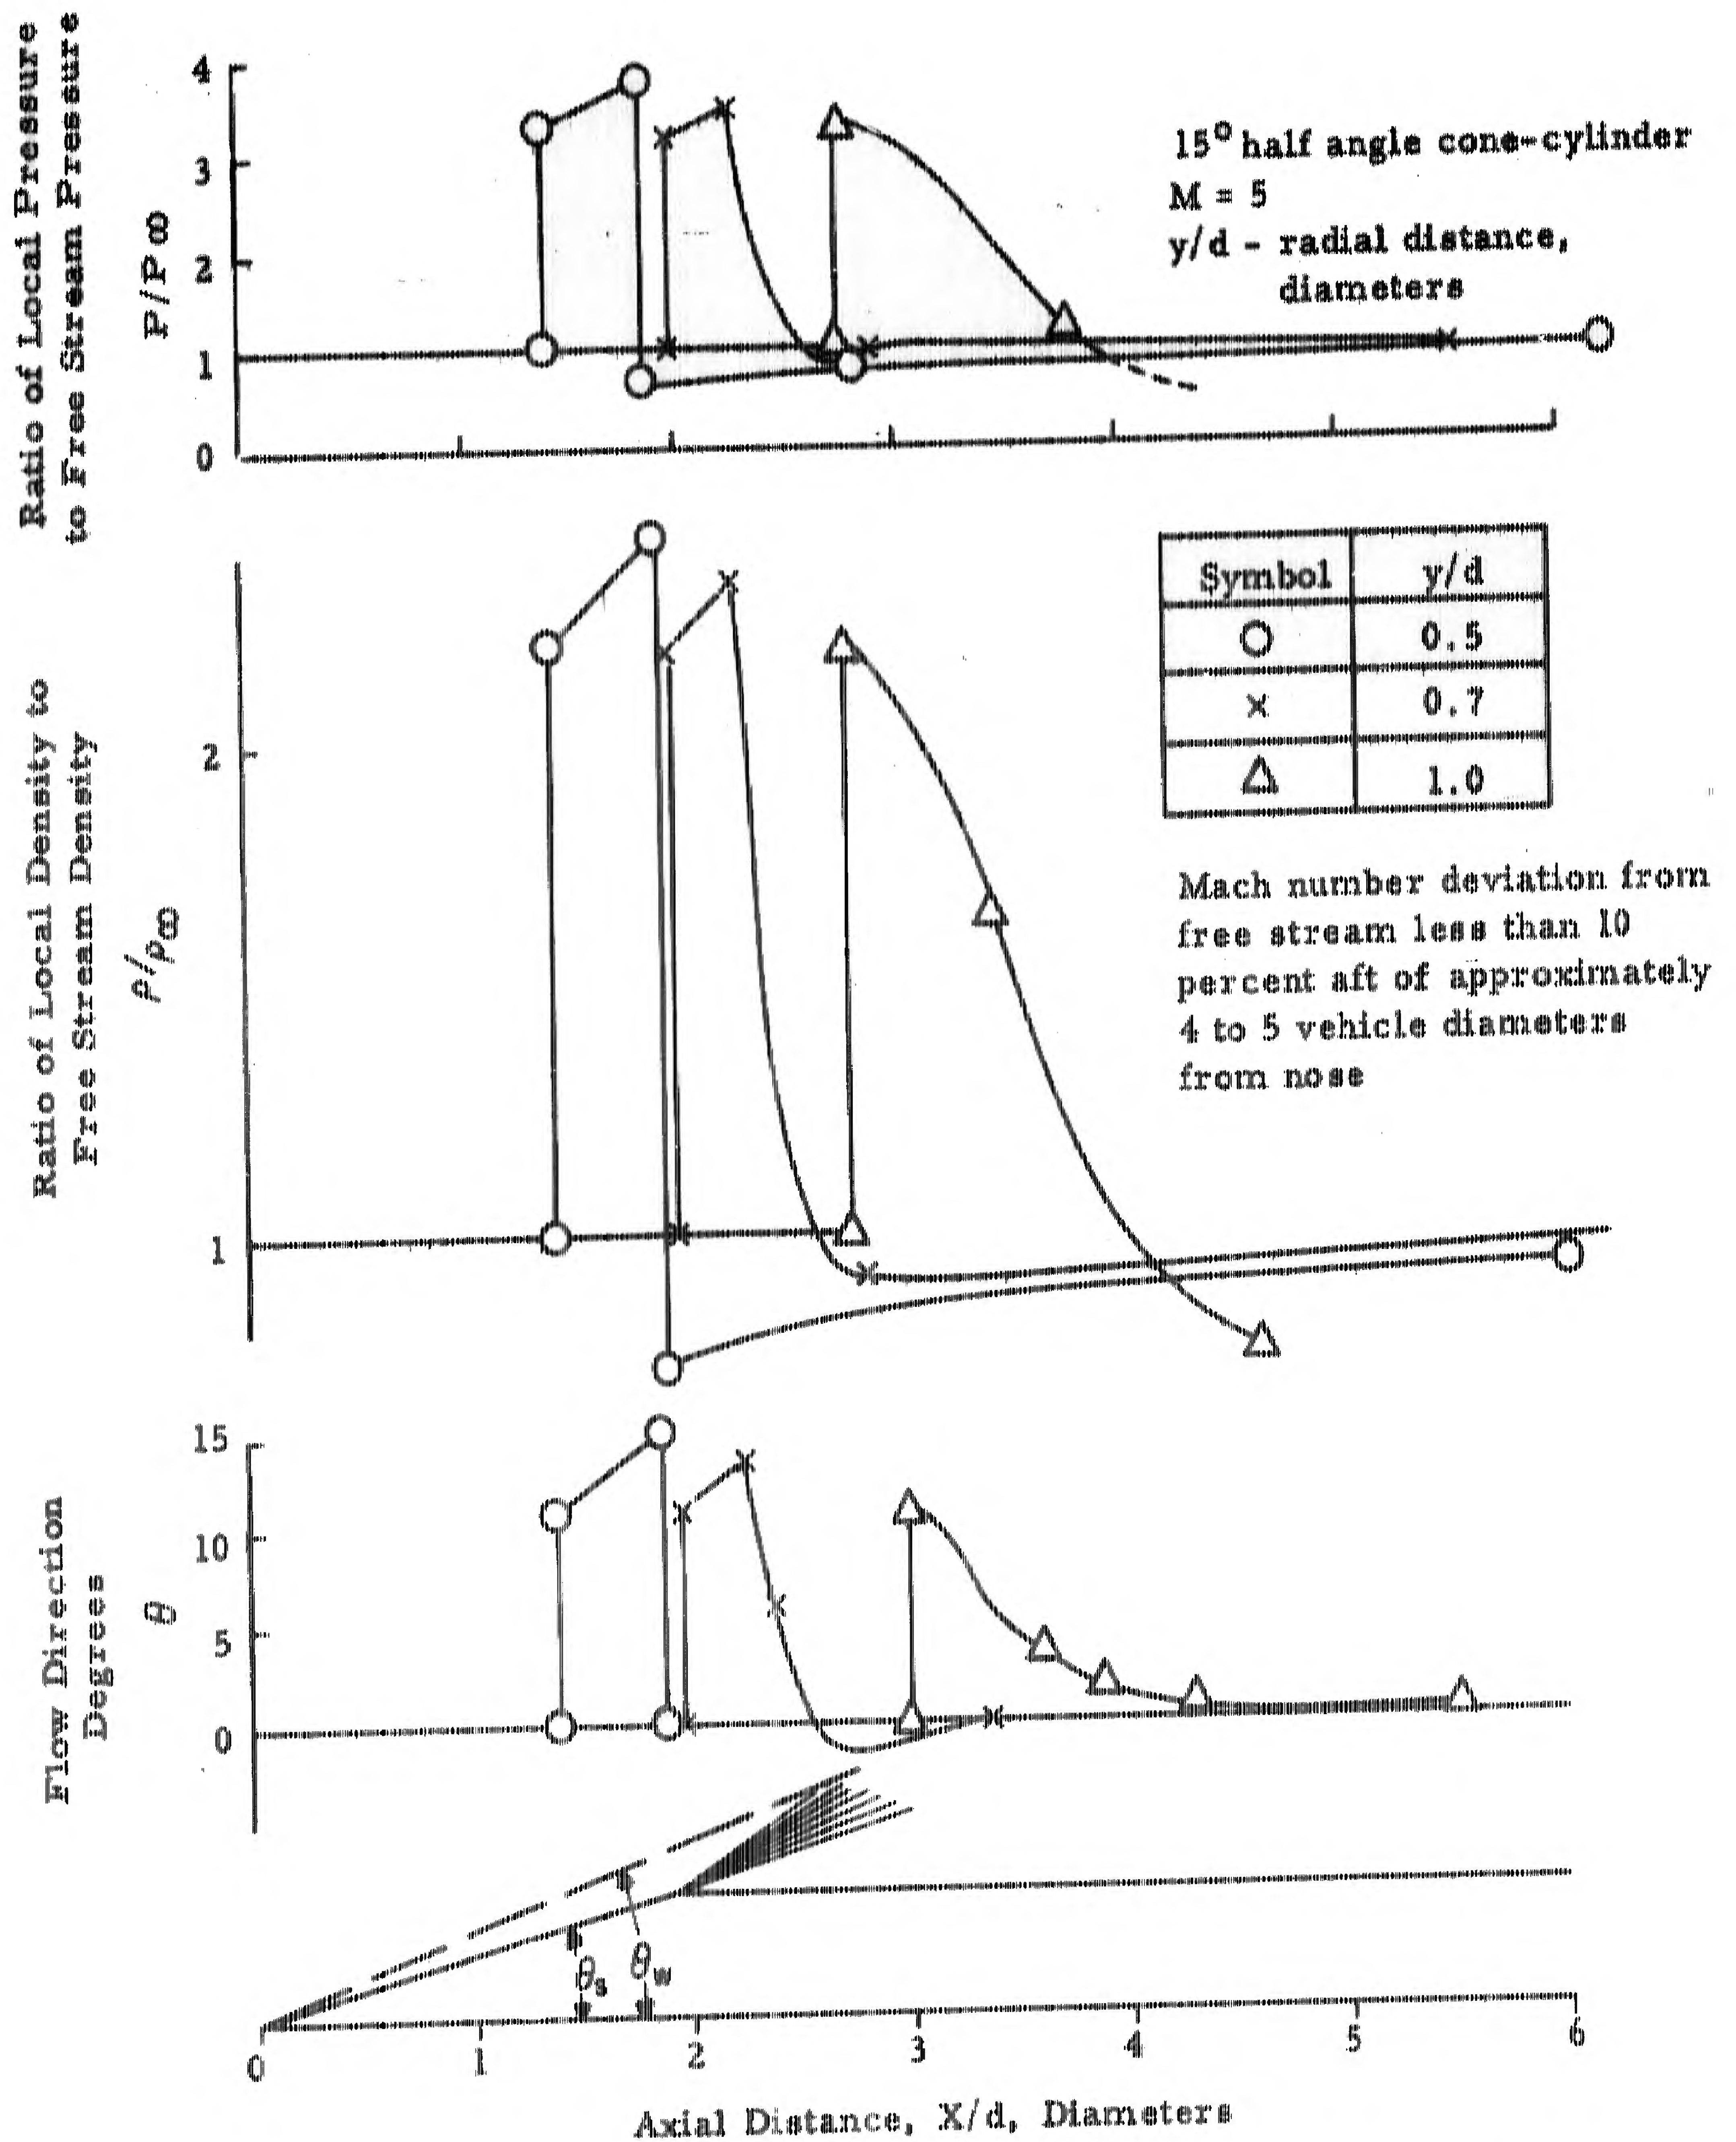 Ratio of Local Pressure
to Free Stream Pressure
P/P∞
4
3
2
1
0
15° half angle cone-cylinder
M = 5
y/d - radial distance,
diameters
Ratio of Local Density to
Free Stream Density
ρ/ρ∞
2
1
Symbol y/d
○ 0.5
× 0.7
△ 1.0
Mach number deviation from
free stream less than 10
percent aft of approximately
4 to 5 vehicle diameters
from nose
Flow Direction
Degrees
θ
15
10
5
0
θs θw
0 1 2 3 4 5 6
Axial Distance, X/d, Diameters